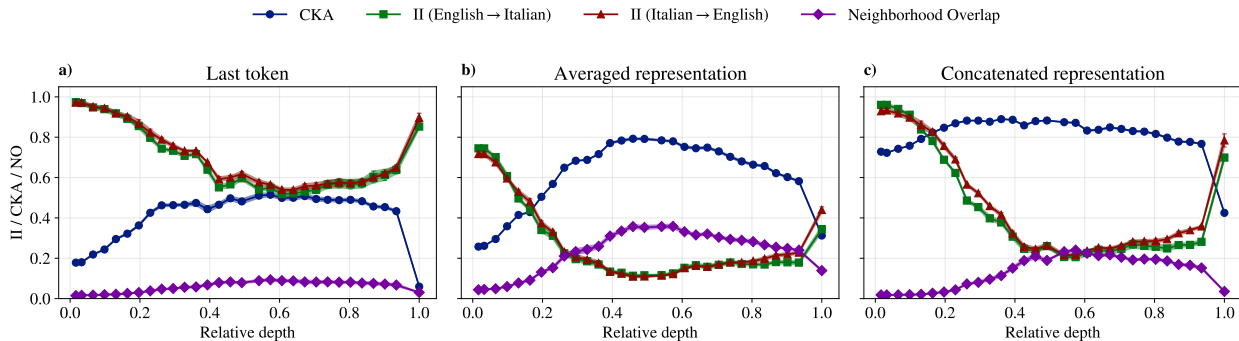 CKA
II (English → Italian)
II (Italian → English)
Neighborhood Overlap
a) Last token
b) Averaged representation
c) Concatenated representation
II / CKA / NO
1.0
0.8
0.6
0.4
0.2
0.0
0.0 0.2 0.4 0.6 0.8 1.0
0.0 0.2 0.4 0.6 0.8 1.0
0.0 0.2 0.4 0.6 0.8 1.0
Relative depth
Relative depth
Relative depth